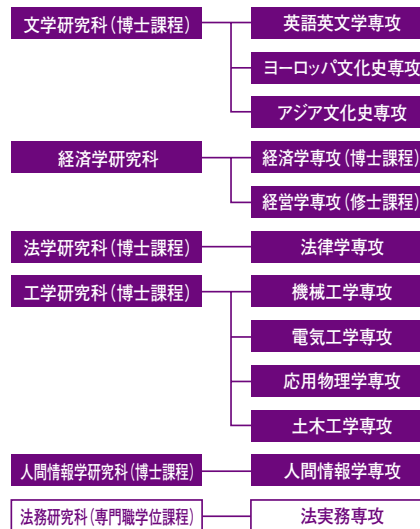 文学研究科(博士課程)
英語英文学専攻
ヨーロッパ文化史専攻
アジア文化史専攻
経済学研究科
経済学専攻(博士課程)
経営学専攻(修士課程)
法学研究科(博士課程)
法律学専攻
工学研究科(博士課程)
機械工学専攻
電気工学専攻
応用物理学専攻
土木工学専攻
人間情報学研究科(博士課程)
人間情報学専攻
法務研究科(専門職学位課程)
法実務専攻